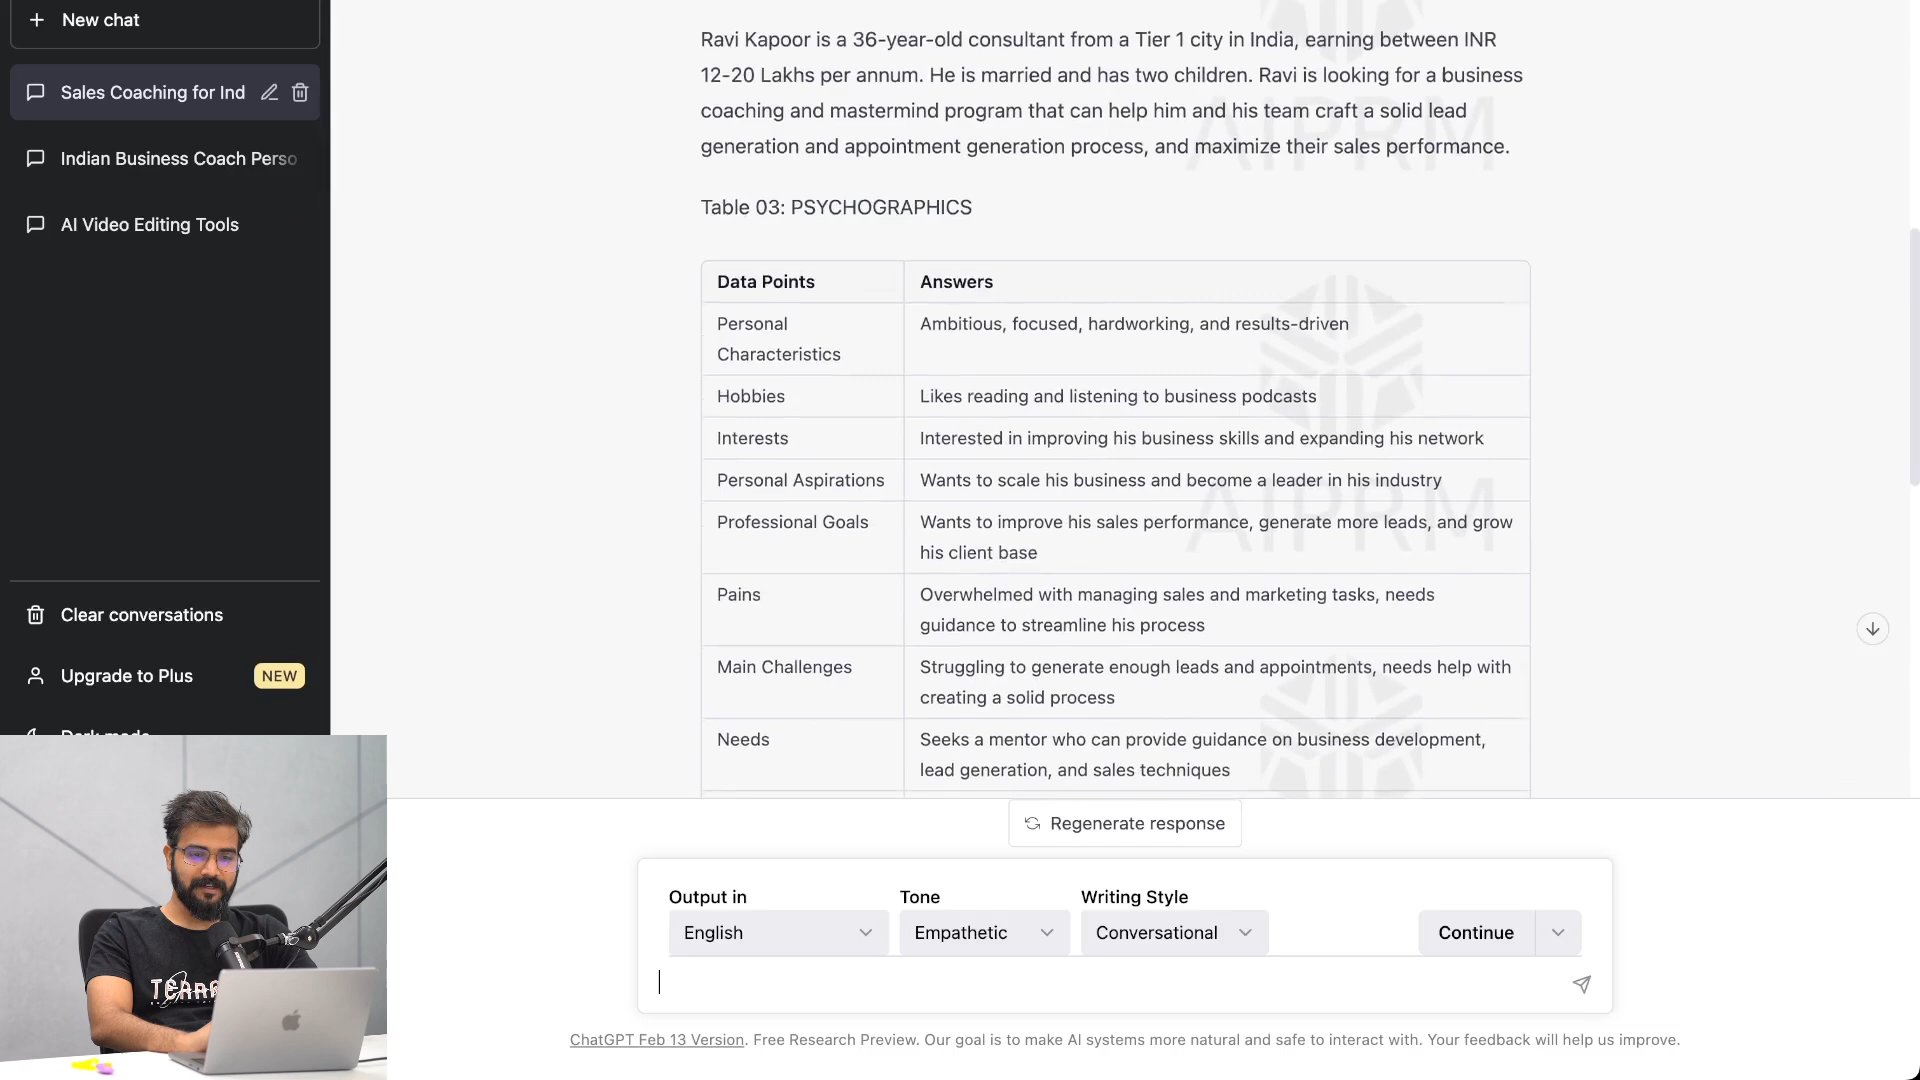 New chat
Sales Coaching for Ind
Indian Business Coach Perso
AI Video Editing Tools
Clear conversations
Upgrade to Plus
NEW
Dark mode
Ravi Kapoor is a 36-year-old consultant from a Tier 1 city in India, earning between INR
12-20 Lakhs per annum. He is married and has two children. Ravi is looking for a business
coaching and mastermind program that can help him and his team craft a solid lead
generation and appointment generation process, and maximize their sales performance.
AIPRM
Table 03: PSYCHOGRAPHICS
Data Points Answers
Personal Characteristics Ambitious, focused, hardworking, and results-driven
Hobbies Likes reading and listening to business podcasts
Interests Interested in improving his business skills and expanding his network
Personal Aspirations Wants to scale his business and become a leader in his industry
AIPRM
Professional Goals Wants to improve his sales performance, generate more leads, and grow
his client base
Pains Overwhelmed with managing sales and marketing tasks, needs
guidance to streamline his process
Main Challenges Struggling to generate enough leads and appointments, needs help with
creating a solid process
Needs Seeks a mentor who can provide guidance on business development,
lead generation, and sales techniques
Regenerate response
Output in Tone Writing Style
English Empathetic Conversational Continue
ChatGPT Feb 13 Version. Free Research Preview. Our goal is to make AI systems more natural and safe to interact with. Your feedback will help us improve.